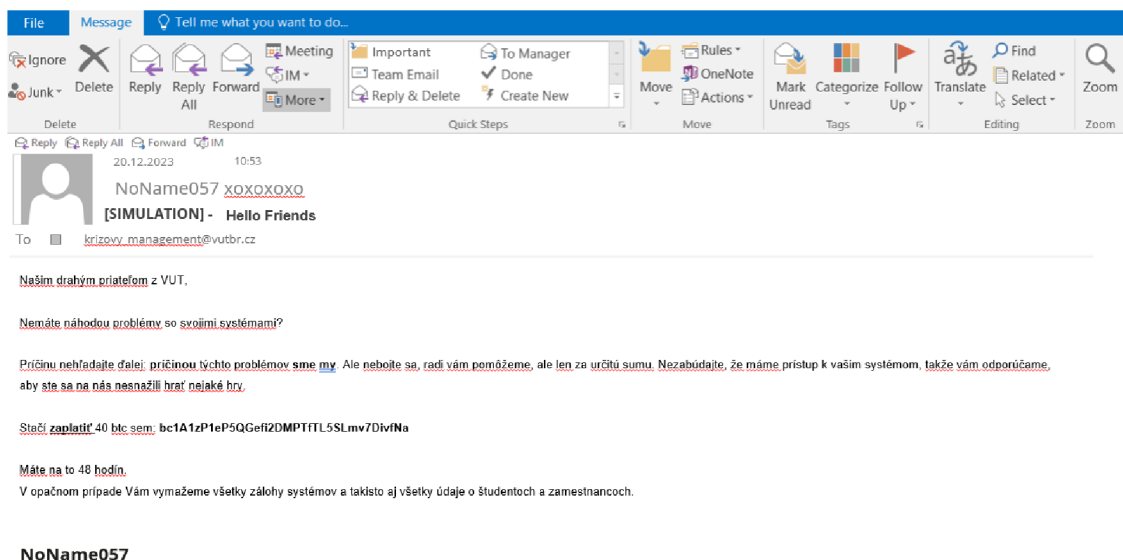 File Message Tell me what you want to do...
Ignore Meeting Important To Manager Rules Find
Junk Delete Reply Reply All Forward IM Team Email Done Move OneNote Mark Unread Categorize Follow Up Translate Related Zoom
More Reply & Delete Create New Actions Select
Delete Respond Quick Steps Move Tags Editing Zoom
Reply Reply All Forward IM
20.12.2023 10:53
NoName057 xoxoxoxo
[SIMULATION] - Hello Friends
To krizovy_management@vutbr.cz
Našim drahým priateľom z VUT,
Nemáte náhodou problémy so svojimi systémami?
Príčinu nehľadajte ďalej; príčinou týchto problémov sme my. Ale nebojte sa, radi vám pomôžeme, ale len za určitú sumu. Nezabúdajte, že máme prístup k vašim systémom, takže vám odporúčame,
aby ste sa na nás nesnažili hrať nejaké hry.
Stačí zaplatiť 40 btc sem: bc1A1zP1eP5QGefi2DMPTfTL5SLmv7DivfNa
Máte na to 48 hodín.
V opačnom prípade Vám vymažeme všetky zálohy systémov a takisto aj všetky údaje o študentoch a zamestnancoch.
NoName057